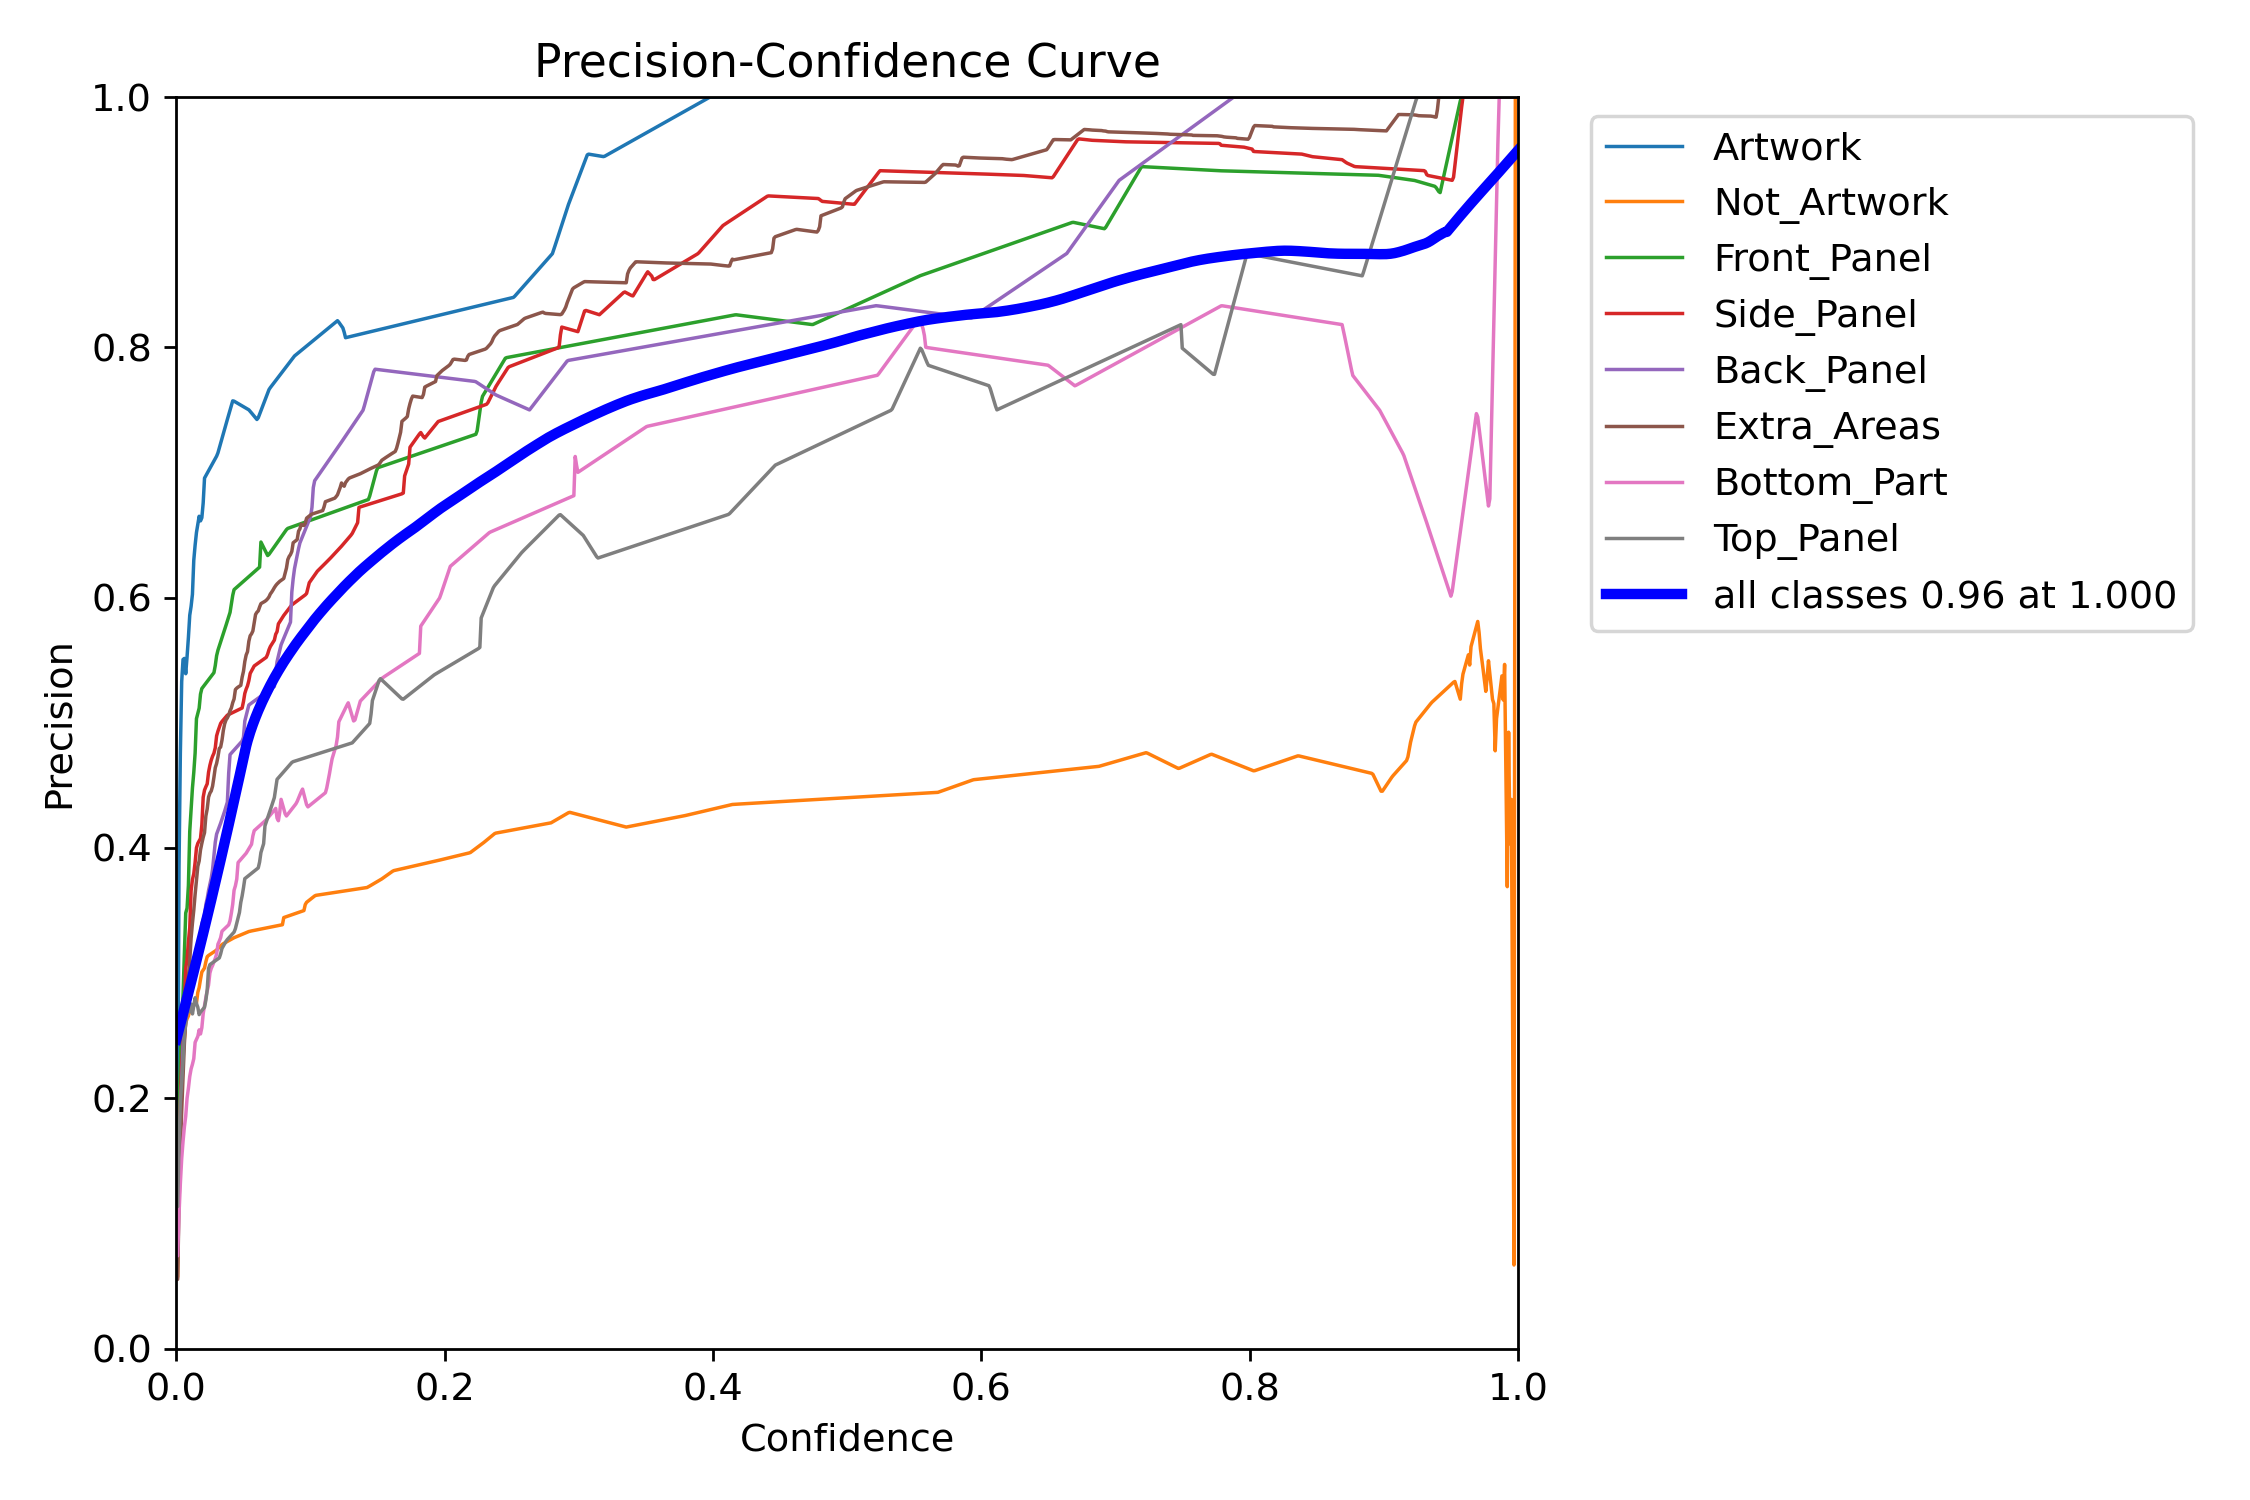 Precision-Confidence Curve
1.0
0.8
0.6
0.4
0.2
0.0
Precision
0.0 0.2 0.4 0.6 0.8 1.0
Confidence
Artwork
Not_Artwork
Front_Panel
Side_Panel
Back_Panel
Extra_Areas
Bottom_Part
Top_Panel
all classes 0.96 at 1.000